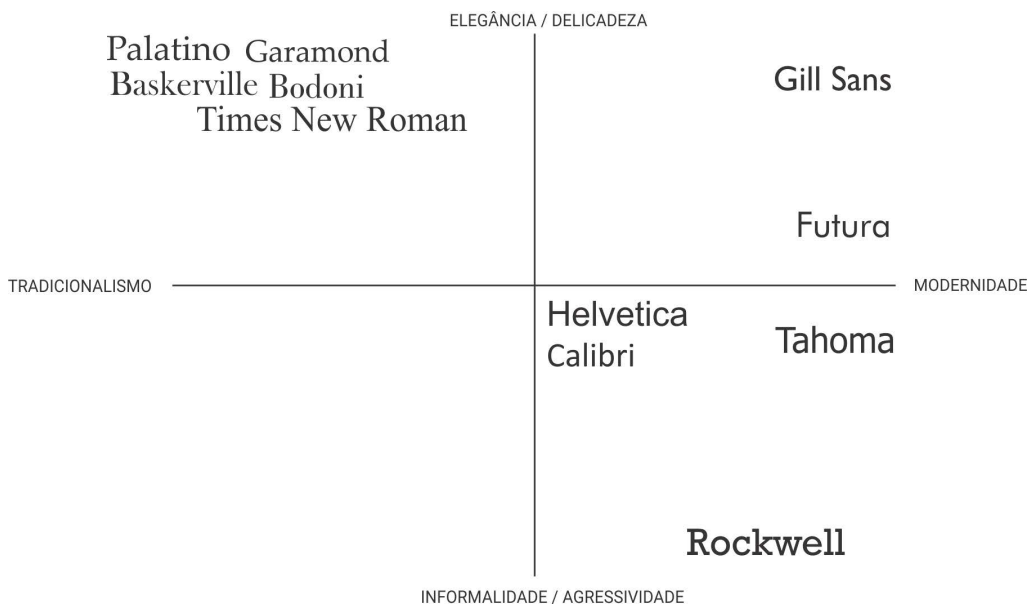 ELEGÂNCIA / DELICADEZA
Palatino Garamond
Baskerville Bodoni
Times New Roman
Gill Sans
Futura
TRADICIONALISMO
MODERNIDADE
Helvetica
Calibri
Tahoma
Rockwell
INFORMALIDADE / AGRESSIVIDADE